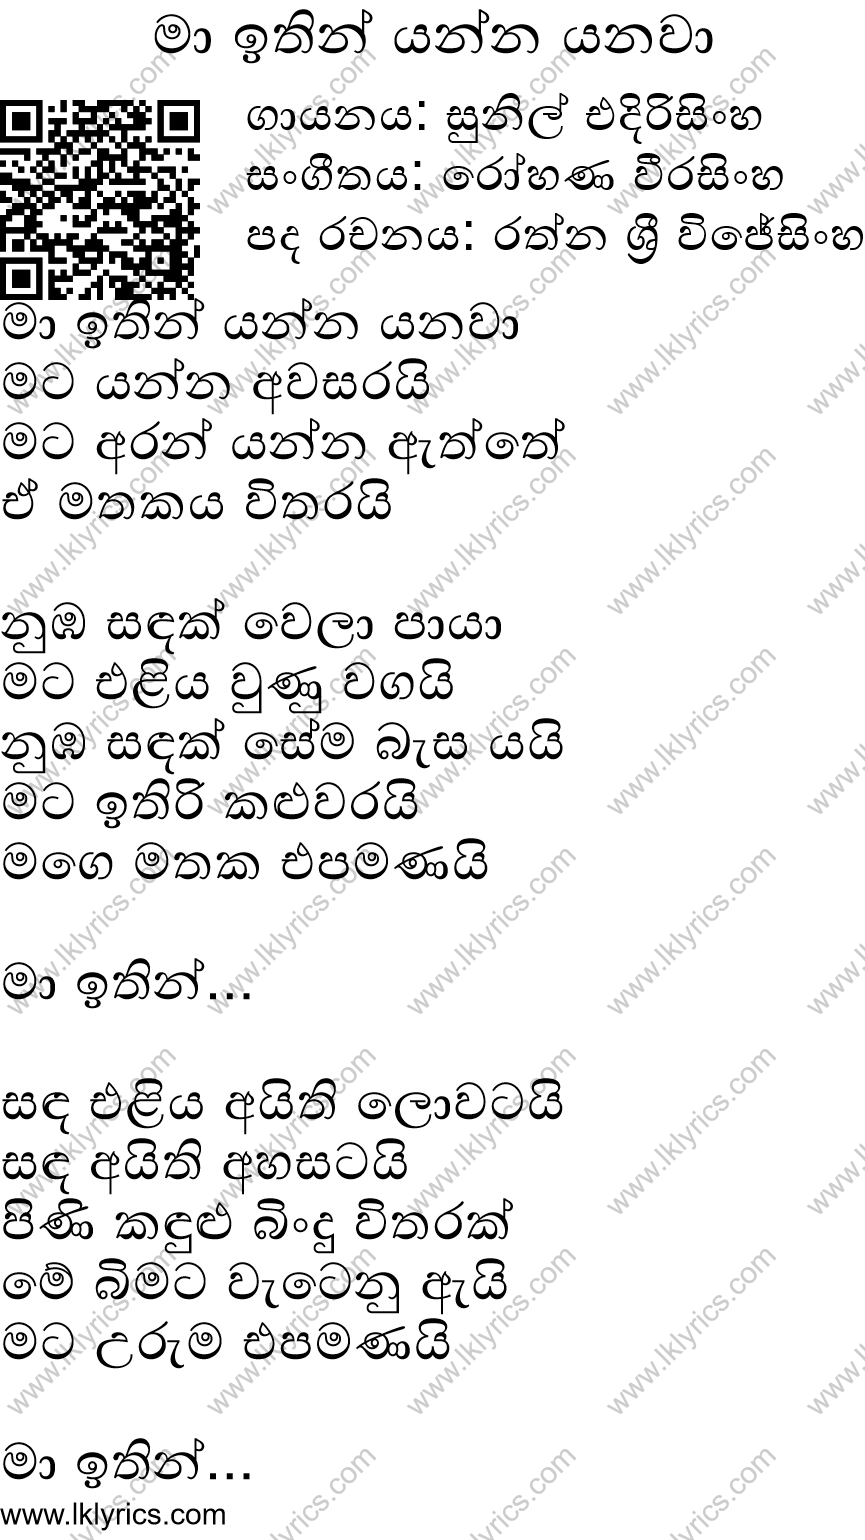 මා ඉතින් යන්න යනවා
ගායනය: සුනිල් එදිරිසිංහ
සංගීතය: රෝහණ වීරසිංහ
පද රචනය: රත්න ශ්‍රී විජේසිංහ
මා ඉතින් යන්න යනවා
මට යන්න අවසරයි
මට අරන් යන්න ඇත්තේ
ඒ මතකය විතරයි
නුඹ සඳක් වෙලා පායා
මට එළිය වුණු වගයි
නුඹ සඳක් සේම බැස යයි
මට ඉතිරි කළුවරයි
මගෙ මතක එපමණයි
මා ඉතින්...
සඳ එළිය අයිති ලොවටයි
සඳ අයිති අහසටයි
පිණි කඳුළු බිංදු විතරක්
මේ බිමට වැටෙනු ඇයි
මට උරුම එපමණයි
මා ඉතින්...
www.lklyrics.com